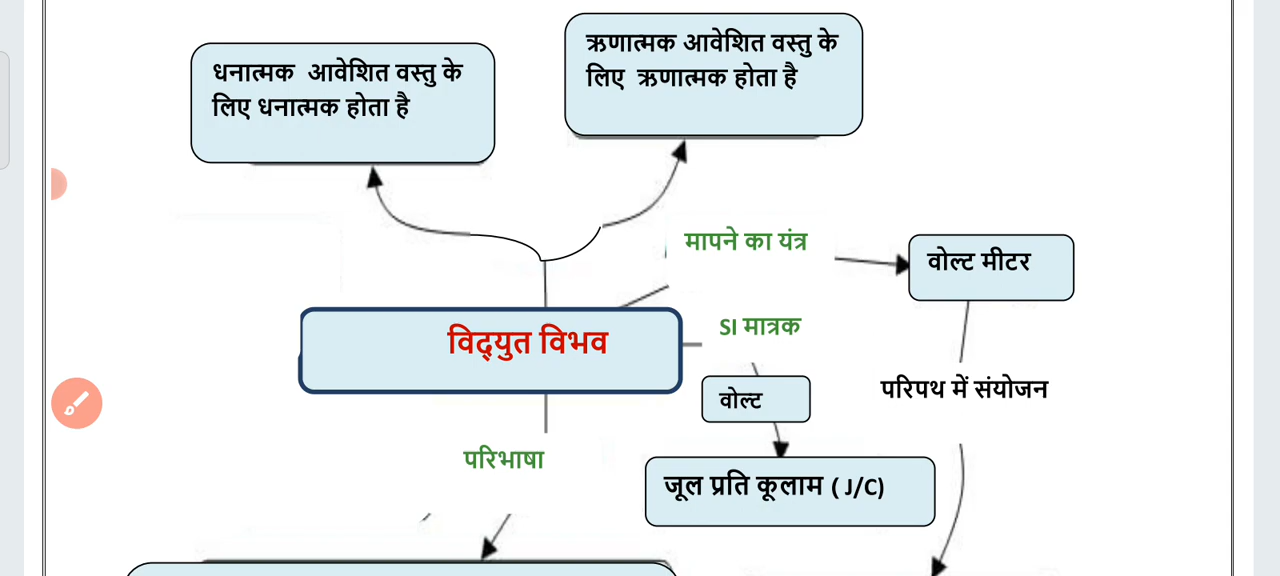 धनात्मक आवेशित वस्तु के
लिए धनात्मक होता है
ऋणात्मक आवेशित वस्तु के
लिए ऋणात्मक होता है
मापने का यंत्र
वोल्ट मीटर
विद्युत विभव
SI मात्रक
वोल्ट
परिपथ में संयोजन
परिभाषा
जूल प्रति कूलाम ( J/C)